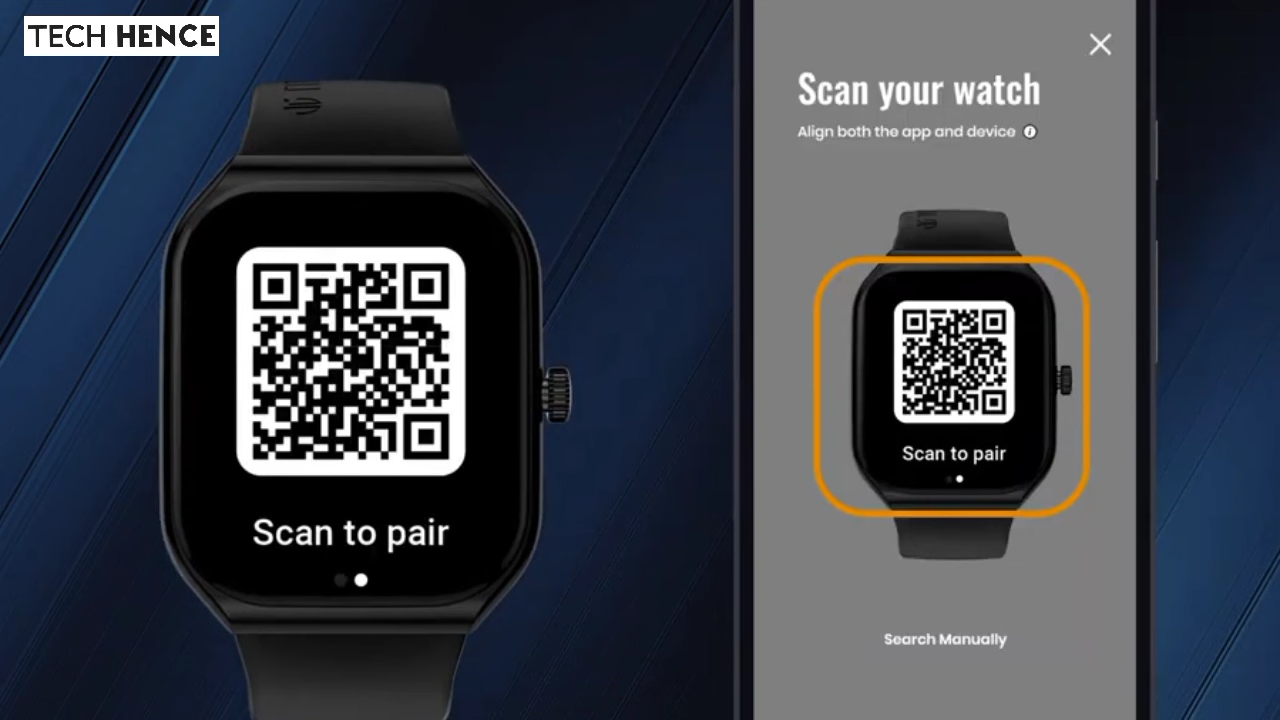 TECH HENCE
Scan to pair
Scan your watch
Align both the app and device
Scan to pair
Search Manually